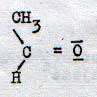 CH₃
C = O
H